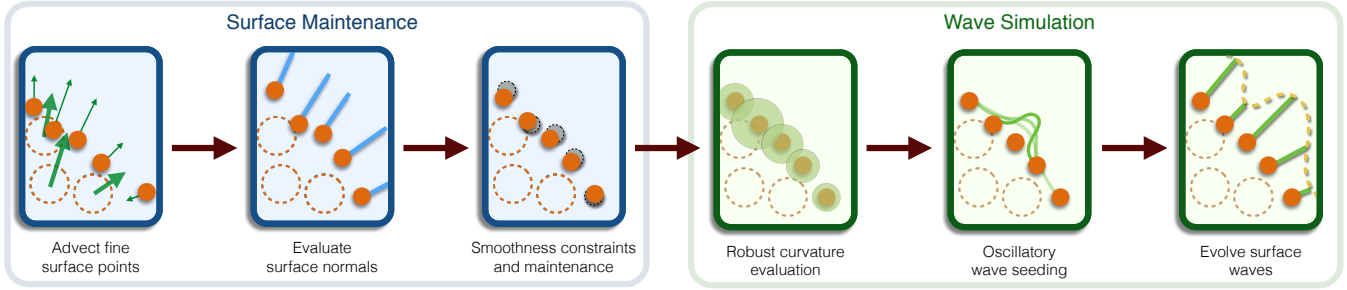 Surface Maintenance
Wave Simulation
Advect fine
surface points
Evaluate
surface normals
Smoothness constraints
and maintenance
Robust curvature
evaluation
Oscillatory
wave seeding
Evolve surface
waves